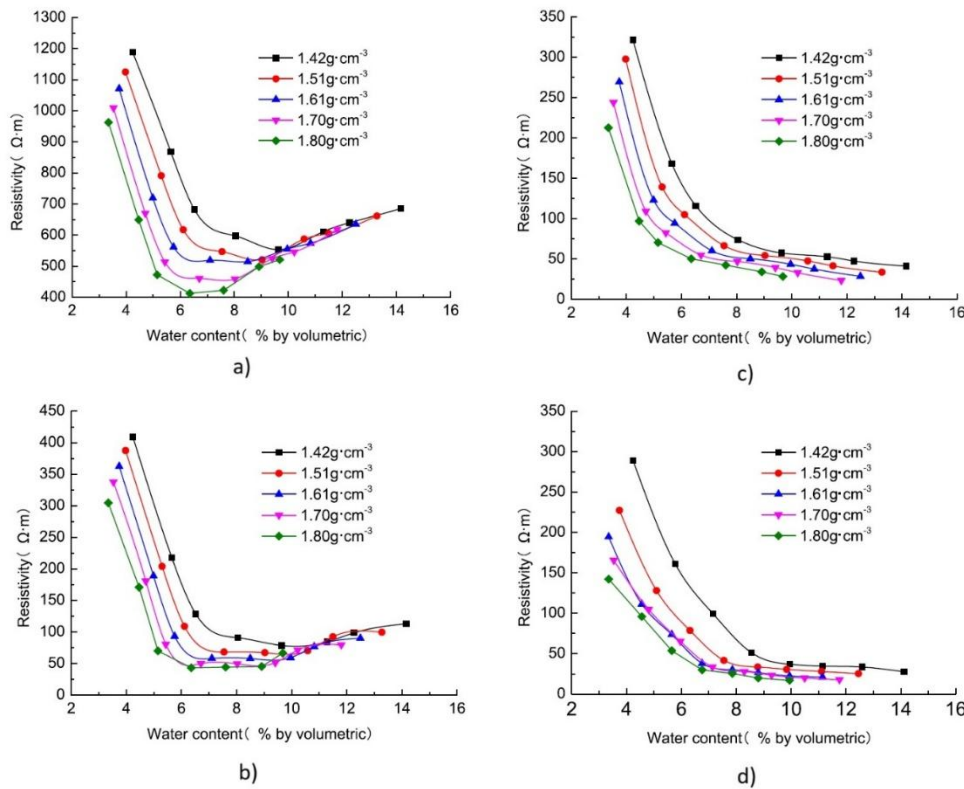 1300
1200
1100
1000
900
800
700
600
500
400
2 4 6 8 10 12 14 16
Resistivity( Ω·m)
Water content( % by volumetric)
1.42g·cm⁻³
1.51g·cm⁻³
1.61g·cm⁻³
1.70g·cm⁻³
1.80g·cm⁻³
a)
350
300
250
200
150
100
50
0
2 4 6 8 10 12 14 16
Resistivity( Ω·m)
Water content( % by volumetric)
1.42g·cm⁻³
1.51g·cm⁻³
1.61g·cm⁻³
1.70g·cm⁻³
1.80g·cm⁻³
c)
450
400
350
300
250
200
150
100
50
0
2 4 6 8 10 12 14 16
Resistivity( Ω·m)
Water content( % by volumetric)
1.42g·cm⁻³
1.51g·cm⁻³
1.61g·cm⁻³
1.70g·cm⁻³
1.80g·cm⁻³
b)
350
300
250
200
150
100
50
0
2 4 6 8 10 12 14 16
Resistivity( Ω·m)
Water content( % by volumetric)
1.42g·cm⁻³
1.51g·cm⁻³
1.61g·cm⁻³
1.70g·cm⁻³
1.80g·cm⁻³
d)